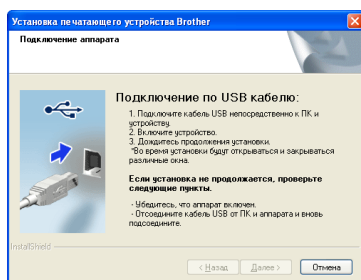 Установка печатающего устройства Brother
Подключение аппарата
Подключение по USB кабелю:
1. Подключите кабель USB непосредственно к ПК и
устройству.
2. Включите устройство.
3. Дождитесь продолжения установки.
*Во время установки будут открываться и закрываться
различные окна.
Если установка не продолжается, проверьте
следующие пункты.
- Убедитесь, что аппарат включен.
- Отсоедините кабель USB от ПК и аппарата и вновь
подсоедините.
InstallShield
< Назад
Далее >
Отмена